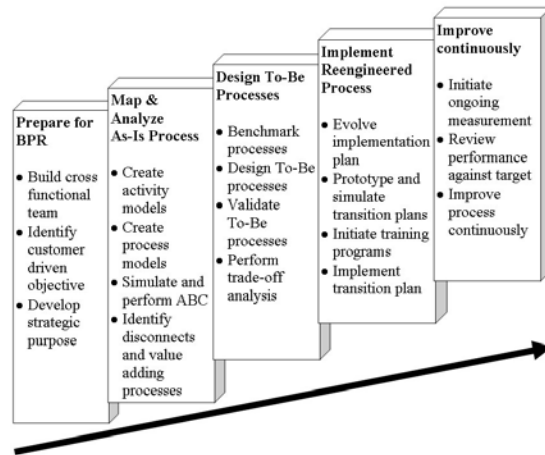 Prepare for
BPR
• Build cross
functional
team
• Identify
customer
driven
objective
• Develop
strategic
purpose
Map &
Analyze
As-Is Process
• Create
activity
models
• Create
process
models
• Simulate and
perform ABC
• Identify
disconnects
and value
adding
processes
Design To-Be
Processes
• Benchmark
processes
• Design To-Be
processes
• Validate
To-Be
processes
• Perform
trade-off
analysis
Implement
Reengineered
Process
• Evolve
implementation
plan
• Prototype and
simulate
transition plans
• Initiate training
programs
• Implement
transition plan
Improve
continuously
• Initiate
ongoing
measurement
• Review
performance
against target
• Improve
process
continuously